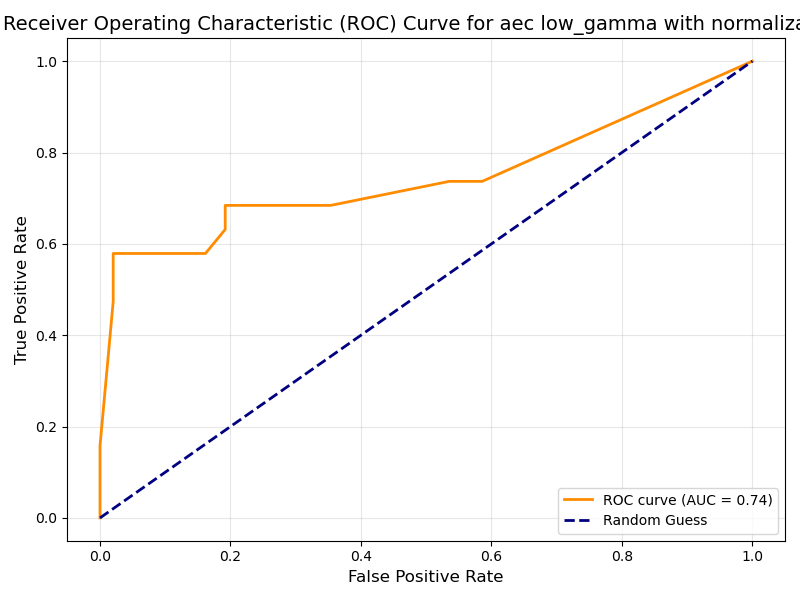 Receiver Operating Characteristic (ROC) Curve for aec low_gamma with normaliza
1.0
0.8
0.6
0.4
0.2
0.0
True Positive Rate
0.0 0.2 0.4 0.6 0.8 1.0
False Positive Rate
ROC curve (AUC = 0.74)
Random Guess